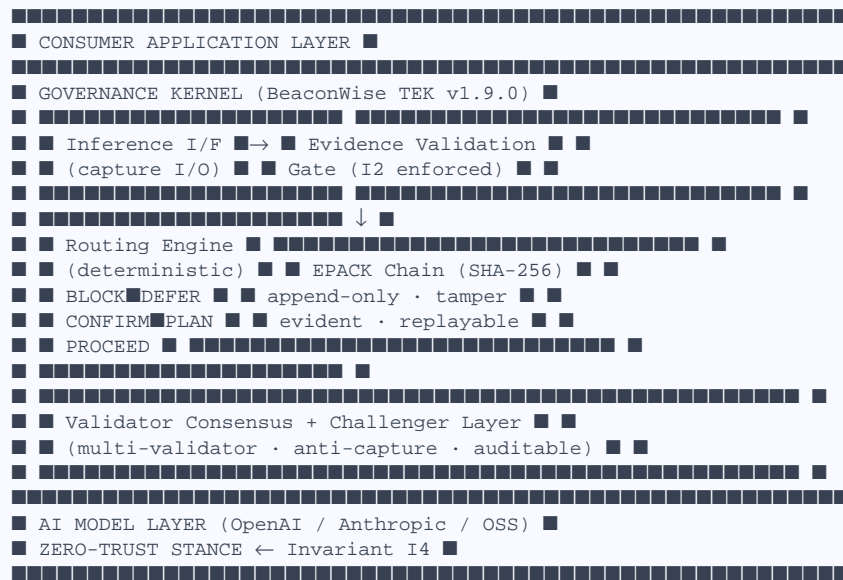 CONSUMER APPLICATION LAYER
GOVERNANCE KERNEL (BeaconWise TEK v1.9.0)
Inference I/F → Evidence Validation
(capture I/O) Gate (I2 enforced)
↓
Routing Engine
(deterministic) EPACK Chain (SHA-256)
BLOCK■DEFER append-only · tamper
CONFIRM■PLAN evident · replayable
PROCEED
Validator Consensus + Challenger Layer
(multi-validator · anti-capture · auditable)
AI MODEL LAYER (OpenAI / Anthropic / OSS)
ZERO-TRUST STANCE ← Invariant I4